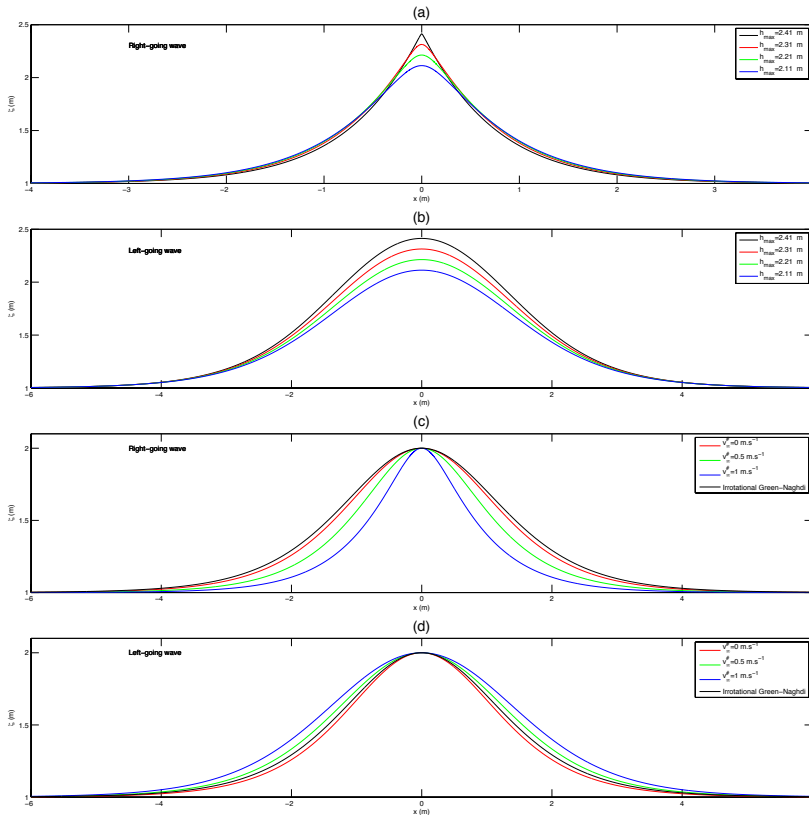 (a)
2.5
2
1.5
1
ζ (m)
Right−going wave
h_max=2.41 m
h_max=2.31 m
h_max=2.21 m
h_max=2.11 m
−4 −3 −2 −1 0 1 2 3
x (m)
(b)
2.5
2
1.5
1
ζ (m)
Left−going wave
h_max=2.41 m
h_max=2.31 m
h_max=2.21 m
h_max=2.11 m
−6 −4 −2 0 2 4
x (m)
(c)
2
1.5
1
ζ (m)
Right−going wave
=0 m.s⁻¹
=0.5 m.s⁻¹
=1 m.s⁻¹
Irrotational Green−Naghdi
−6 −4 −2 0 2 4
x (m)
(d)
2
1.5
1
ζ (m)
Left−going wave
=0 m.s⁻¹
=0.5 m.s⁻¹
=1 m.s⁻¹
Irrotational Green−Naghdi
−6 −4 −2 0 2 4
x (m)